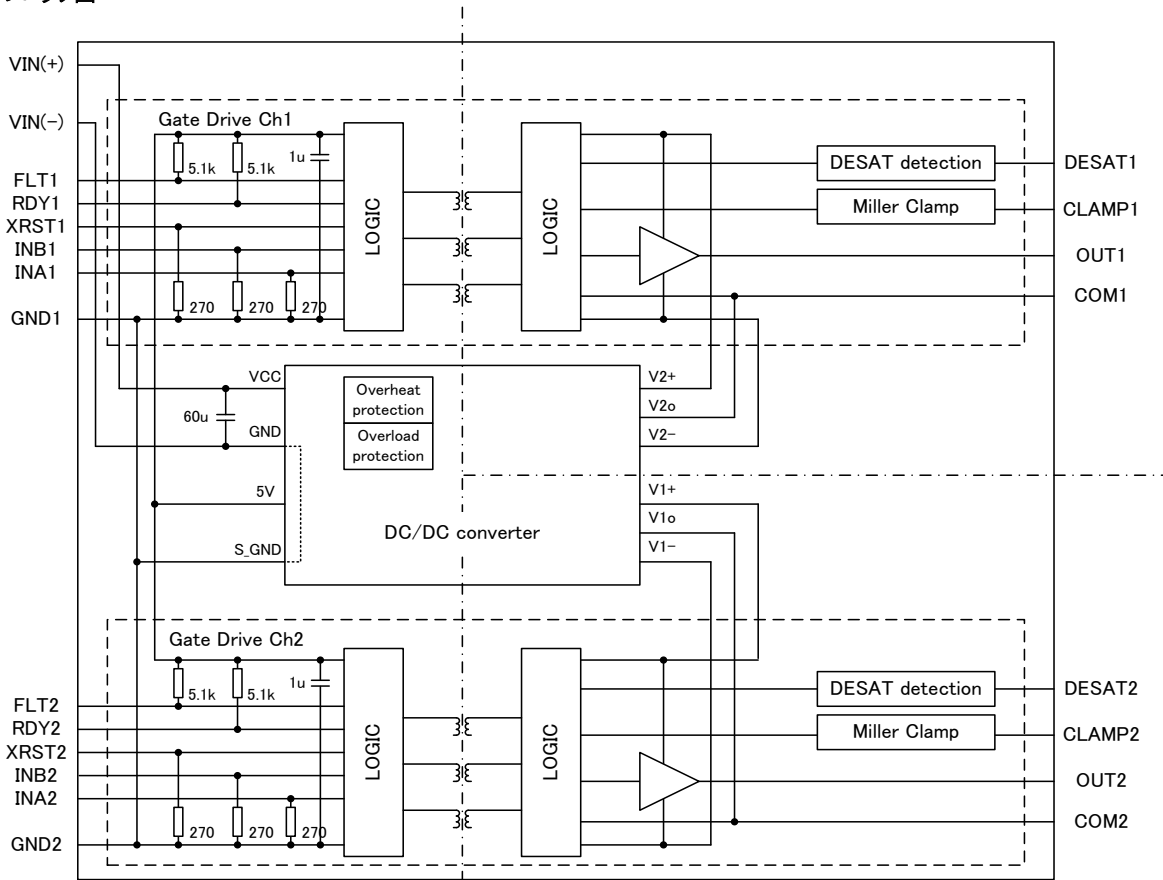 VIN(+)
VIN(-)
Gate Drive Ch1
5.1k
5.1k
1u
FLT1
RDY1
XRST1
INB1
INA1
GND1
270
270
270
LOGIC
LOGIC
DESAT detection
Miller Clamp
DESAT1
CLAMP1
OUT1
COM1
VCC
60u
GND
5V
S_GND
Overheat
protection
Overload
protection
DC/DC converter
V2+
V2o
V2-
V1+
V1o
V1-
Gate Drive Ch2
5.1k
5.1k
1u
FLT2
RDY2
XRST2
INB2
INA2
GND2
270
270
270
LOGIC
LOGIC
DESAT detection
Miller Clamp
DESAT2
CLAMP2
OUT2
COM2